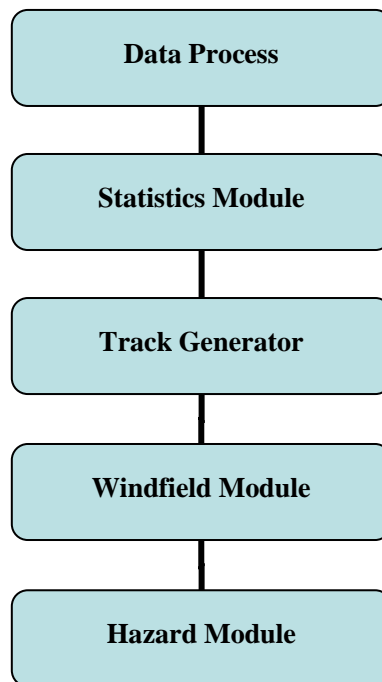 Data Process
Statistics Module
Track Generator
Windfield Module
Hazard Module